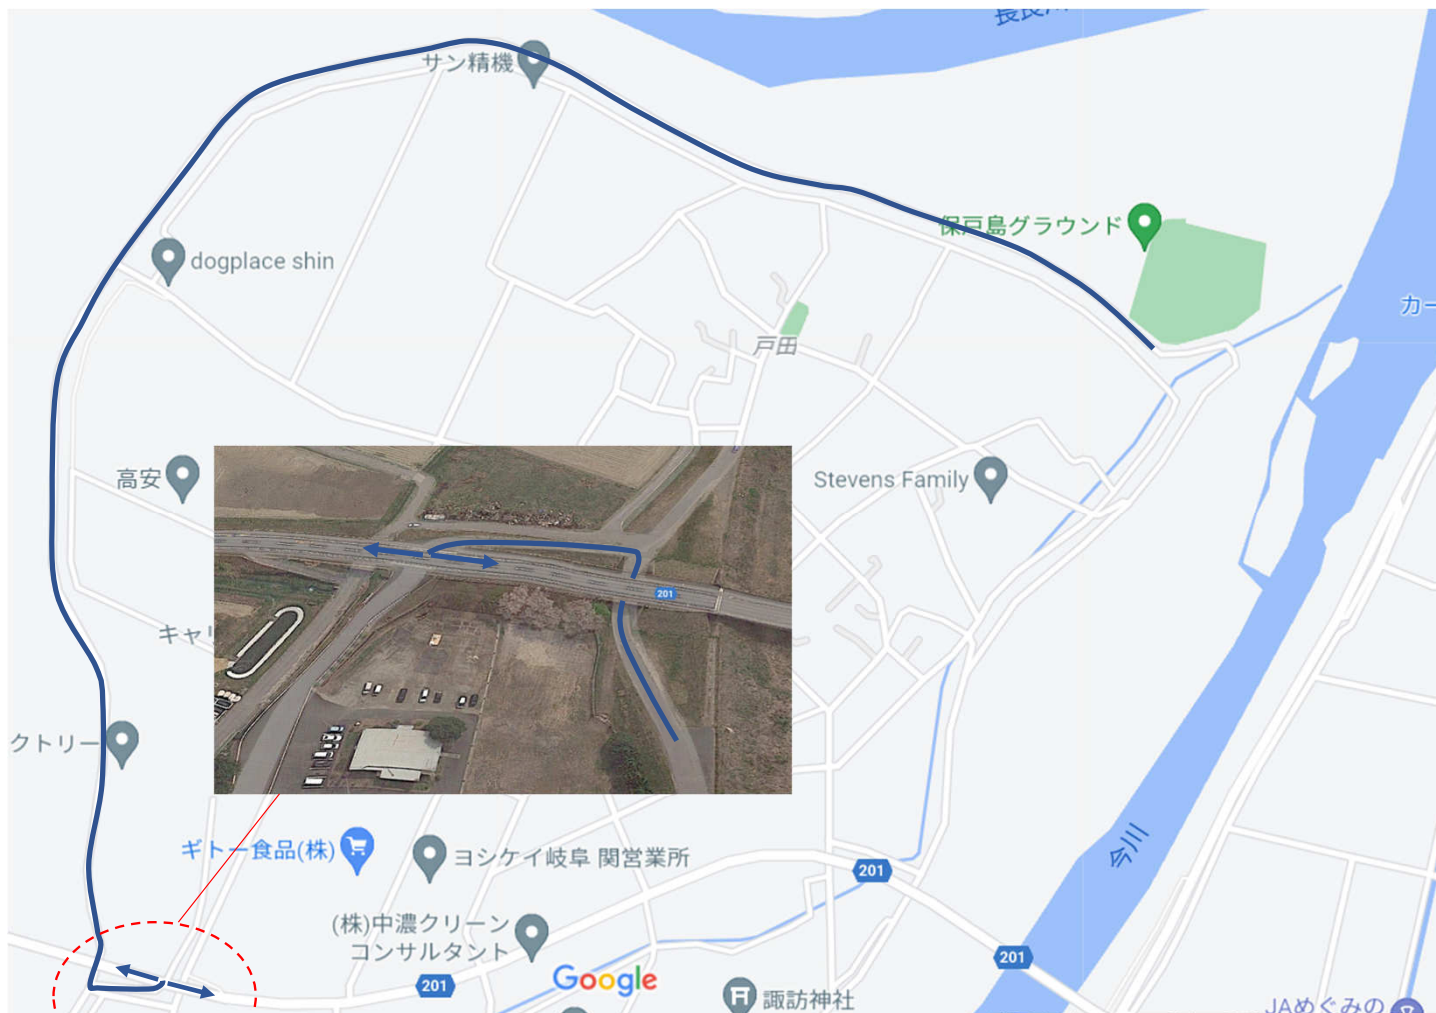 長良川
サン精機
保戸島グラウンド
dogplace shin
カー
戸田
高安
Stevens Family
201
キャリ
クトリー
ギトー食品(株)
ヨシケイ岐阜 関営業所
201
今川
(株)中濃クリーン
コンサルタント
201
201
Google
諏訪神社
JAめぐみの